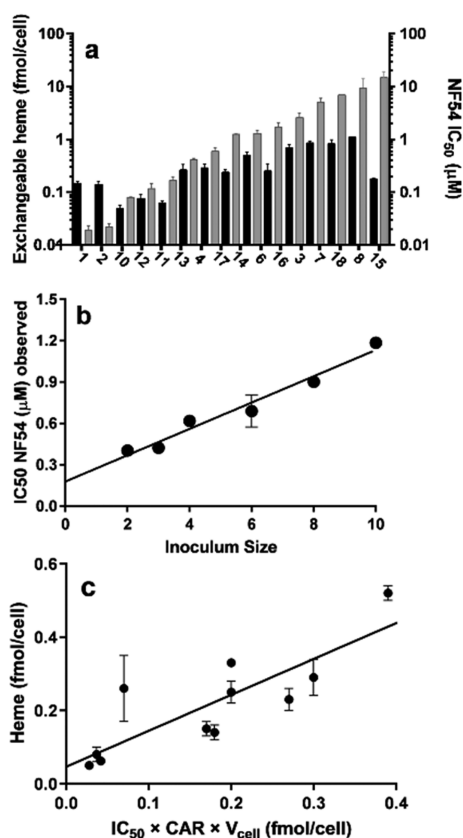 a
Exchangeable heme (fmol/cell)
100
10
1
0.1
0.01
100
10
1
0.1
0.01
NF54 IC50 (μM)
1 2 10 12 11 13 4 17 14 6 16 3 7 18 8 15
b
IC50 NF54 (μM) observed
1.5
1.2
0.9
0.6
0.3
0.0
0 2 4 6 8 10
Inoculum Size
c
Heme (fmol/cell)
0.6
0.4
0.2
0.0
0.0 0.1 0.2 0.3 0.4
IC50 × CAR × Vcell (fmol/cell)